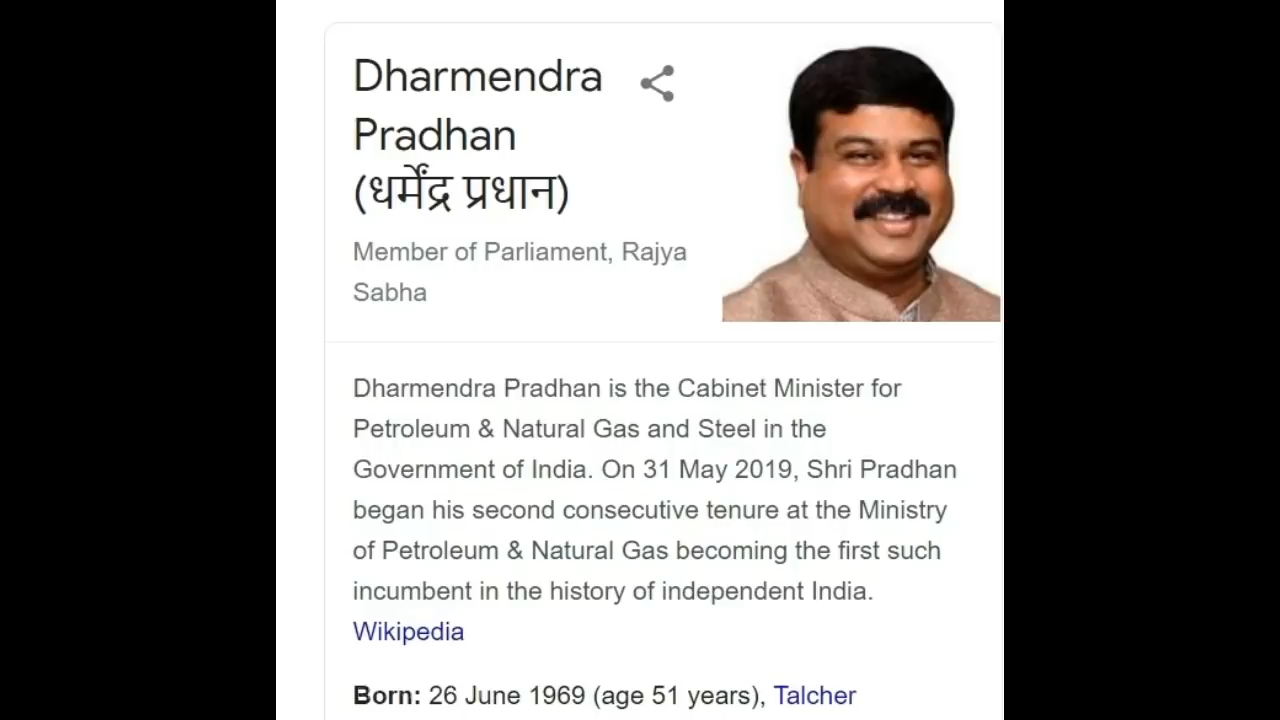 Dharmendra
Pradhan
(धर्मेंद्र प्रधान)
Member of Parliament, Rajya
Sabha
Dharmendra Pradhan is the Cabinet Minister for
Petroleum & Natural Gas and Steel in the
Government of India. On 31 May 2019, Shri Pradhan
began his second consecutive tenure at the Ministry
of Petroleum & Natural Gas becoming the first such
incumbent in the history of independent India.
Wikipedia
Born: 26 June 1969 (age 51 years), Talcher